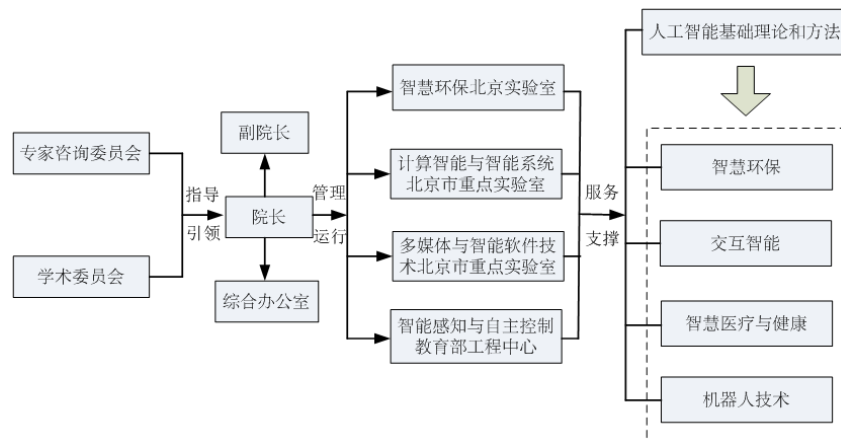 人工智能基础理论和方法
智慧环保北京实验室
副院长
专家咨询委员会
计算智能与智能系统
北京市重点实验室
智慧环保
指导
引领
院长
管理
运行
服务
支撑
交互智能
学术委员会
多媒体与智能软件技
术北京市重点实验室
综合办公室
智能感知与自主控制
教育部工程中心
智慧医疗与健康
机器人技术